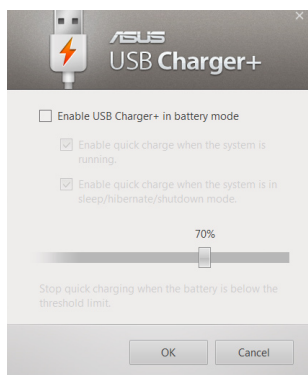 ASUS
USB Charger+
Enable USB Charger+ in battery mode
Enable quick charge when the system is
running.
Enable quick charge when the system is in
sleep/hibernate/shutdown mode.
70%
Stop quick charging when the battery is below the
threshold limit.
OK
Cancel